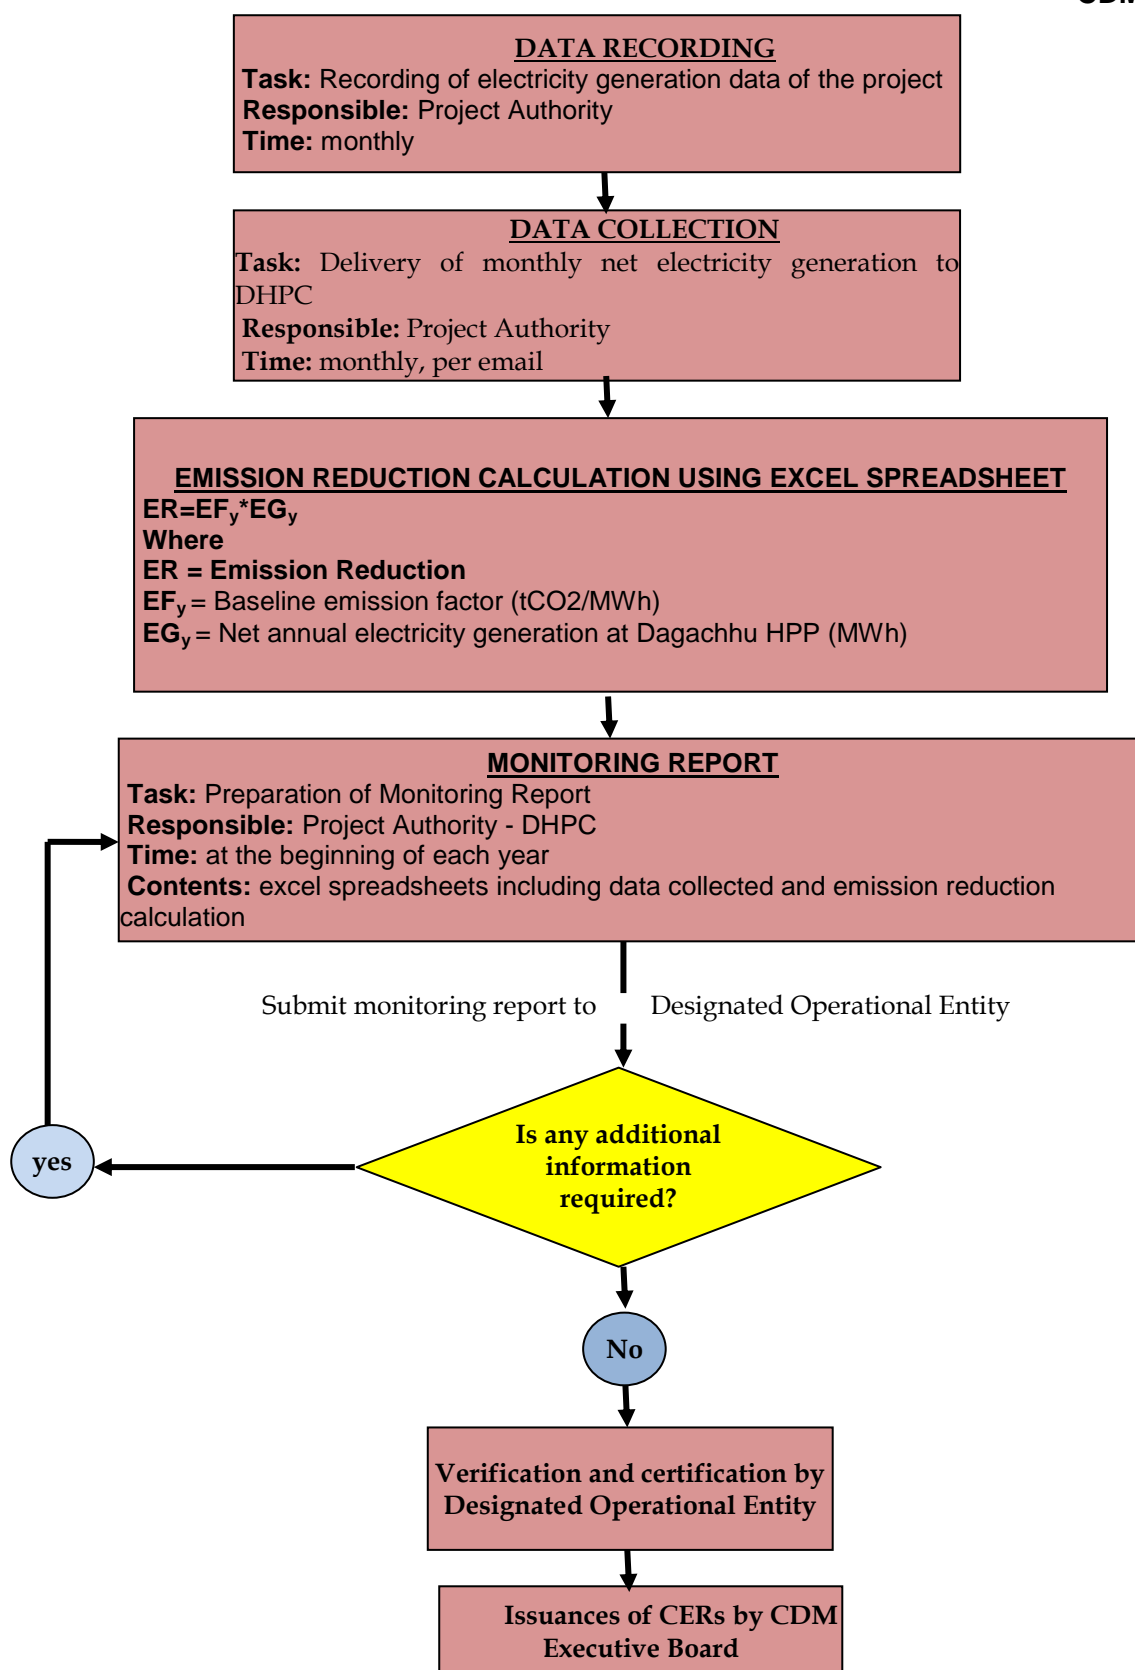 DATA RECORDING
Task: Recording of electricity generation data of the project
Responsible: Project Authority
Time: monthly
DATA COLLECTION
Task: Delivery of monthly net electricity generation to
DHPC
Responsible: Project Authority
Time: monthly, per email
EMISSION REDUCTION CALCULATION USING EXCEL SPREADSHEET
ER=EFy*EGy
Where
ER = Emission Reduction
EFy = Baseline emission factor (tCO2/MWh)
EGy = Net annual electricity generation at Dagachhu HPP (MWh)
MONITORING REPORT
Task: Preparation of Monitoring Report
Responsible: Project Authority - DHPC
Time: at the beginning of each year
Contents: excel spreadsheets including data collected and emission reduction
calculation
Submit monitoring report to Designated Operational Entity
Is any additional
information
required?
yes
No
Verification and certification by
Designated Operational Entity
Issuances of CERs by CDM
Executive Board